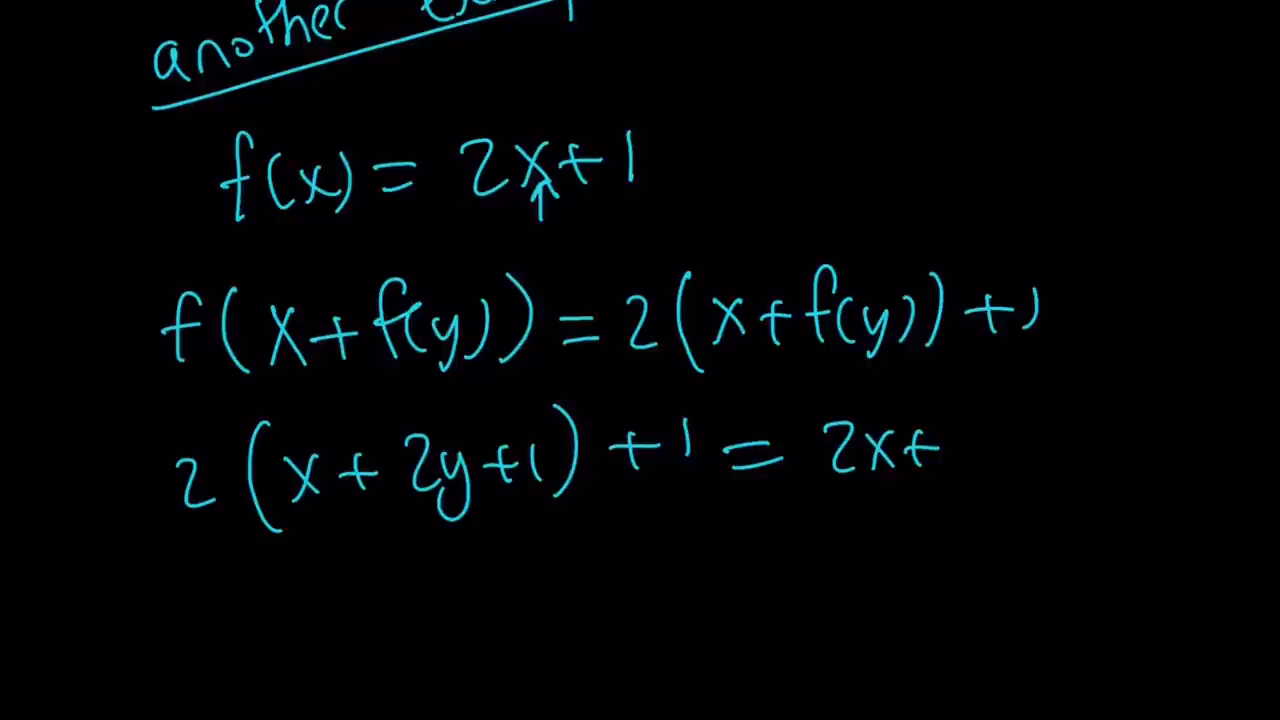 another
f(x) = 2x+1
f(x+f(y)) = 2(x+f(y))+1
2(x+2y+1)+1 = 2x+